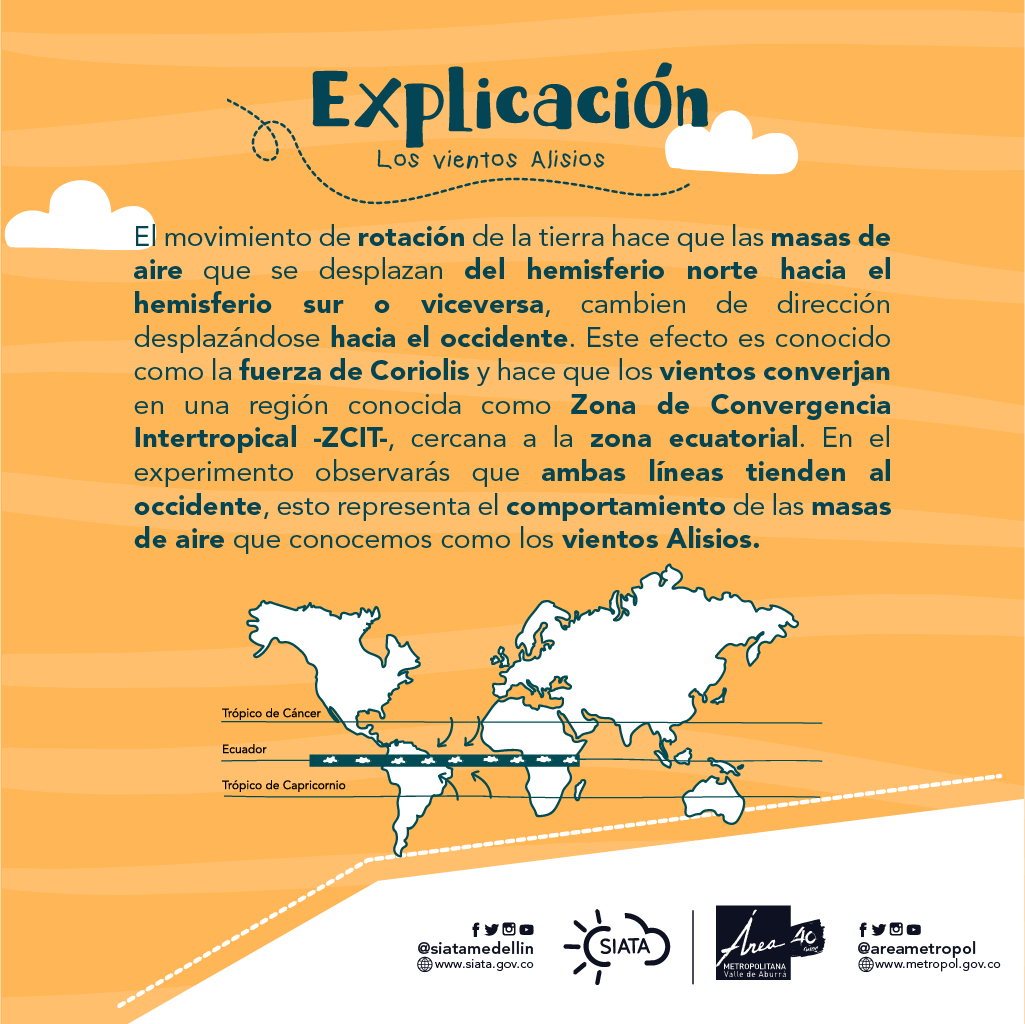 Explicación
Los vientos Alisios
El movimiento de rotación de la tierra hace que las masas de
aire que se desplazan del hemisferio norte hacia el
hemisferio sur o viceversa, cambien de dirección
desplazándose hacia el occidente. Este efecto es conocido
como la fuerza de Coriolis y hace que los vientos converjan
en una región conocida como Zona de Convergencia
Intertropical -ZCIT-, cercana a la zona ecuatorial. En el
experimento observarás que ambas líneas tienden al
occidente, esto representa el comportamiento de las masas
de aire que conocemos como los vientos Alisios.
Trópico de Cáncer
Ecuador
Trópico de Capricornio
@siatamedellin
www.siata.gov.co
SIATA
Área 40
METROPOLITANA
Valle de Aburrá
@areametropol
www.metropol.gov.co